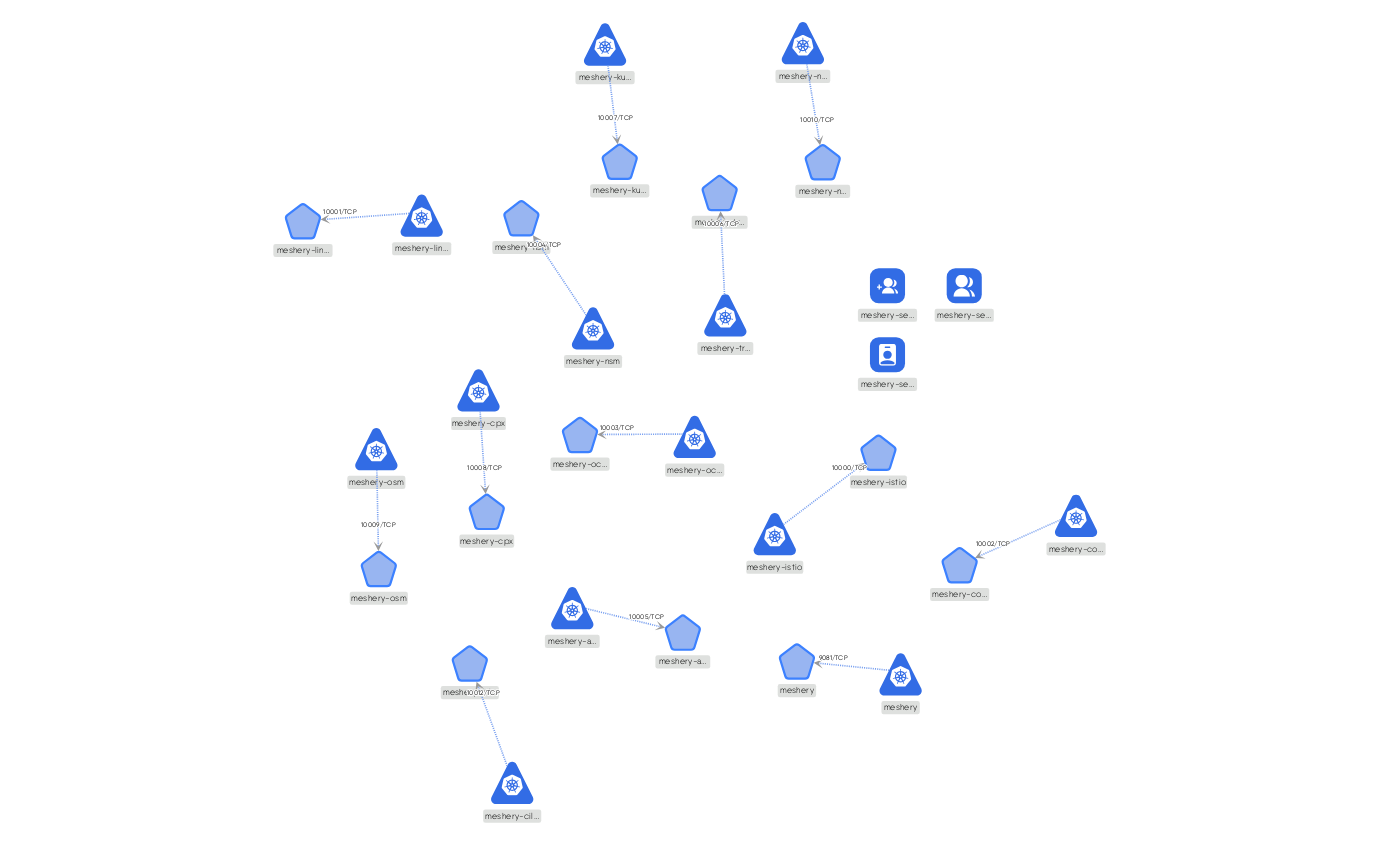 meshery-ku...
meshery-n...
10007/TCP
10010/TCP
meshery-ku...
meshery-n...
10001/TCP
meshery-lin...
meshery-lin...
10004/TCP
10006/TCP
meshery-nsm
meshery-tr...
meshery-se...
meshery-se...
meshery-se...
meshery-cpx
10008/TCP
meshery-cpx
meshery-osm
10009/TCP
meshery-osm
10003/TCP
meshery-oc...
meshery-oc...
10000/TCP
meshery-istio
meshery-istio
10002/TCP
meshery-co...
meshery-co...
10005/TCP
meshery-a...
meshery-a...
9081/TCP
meshery
meshery
10012/TCP
meshery-cil...